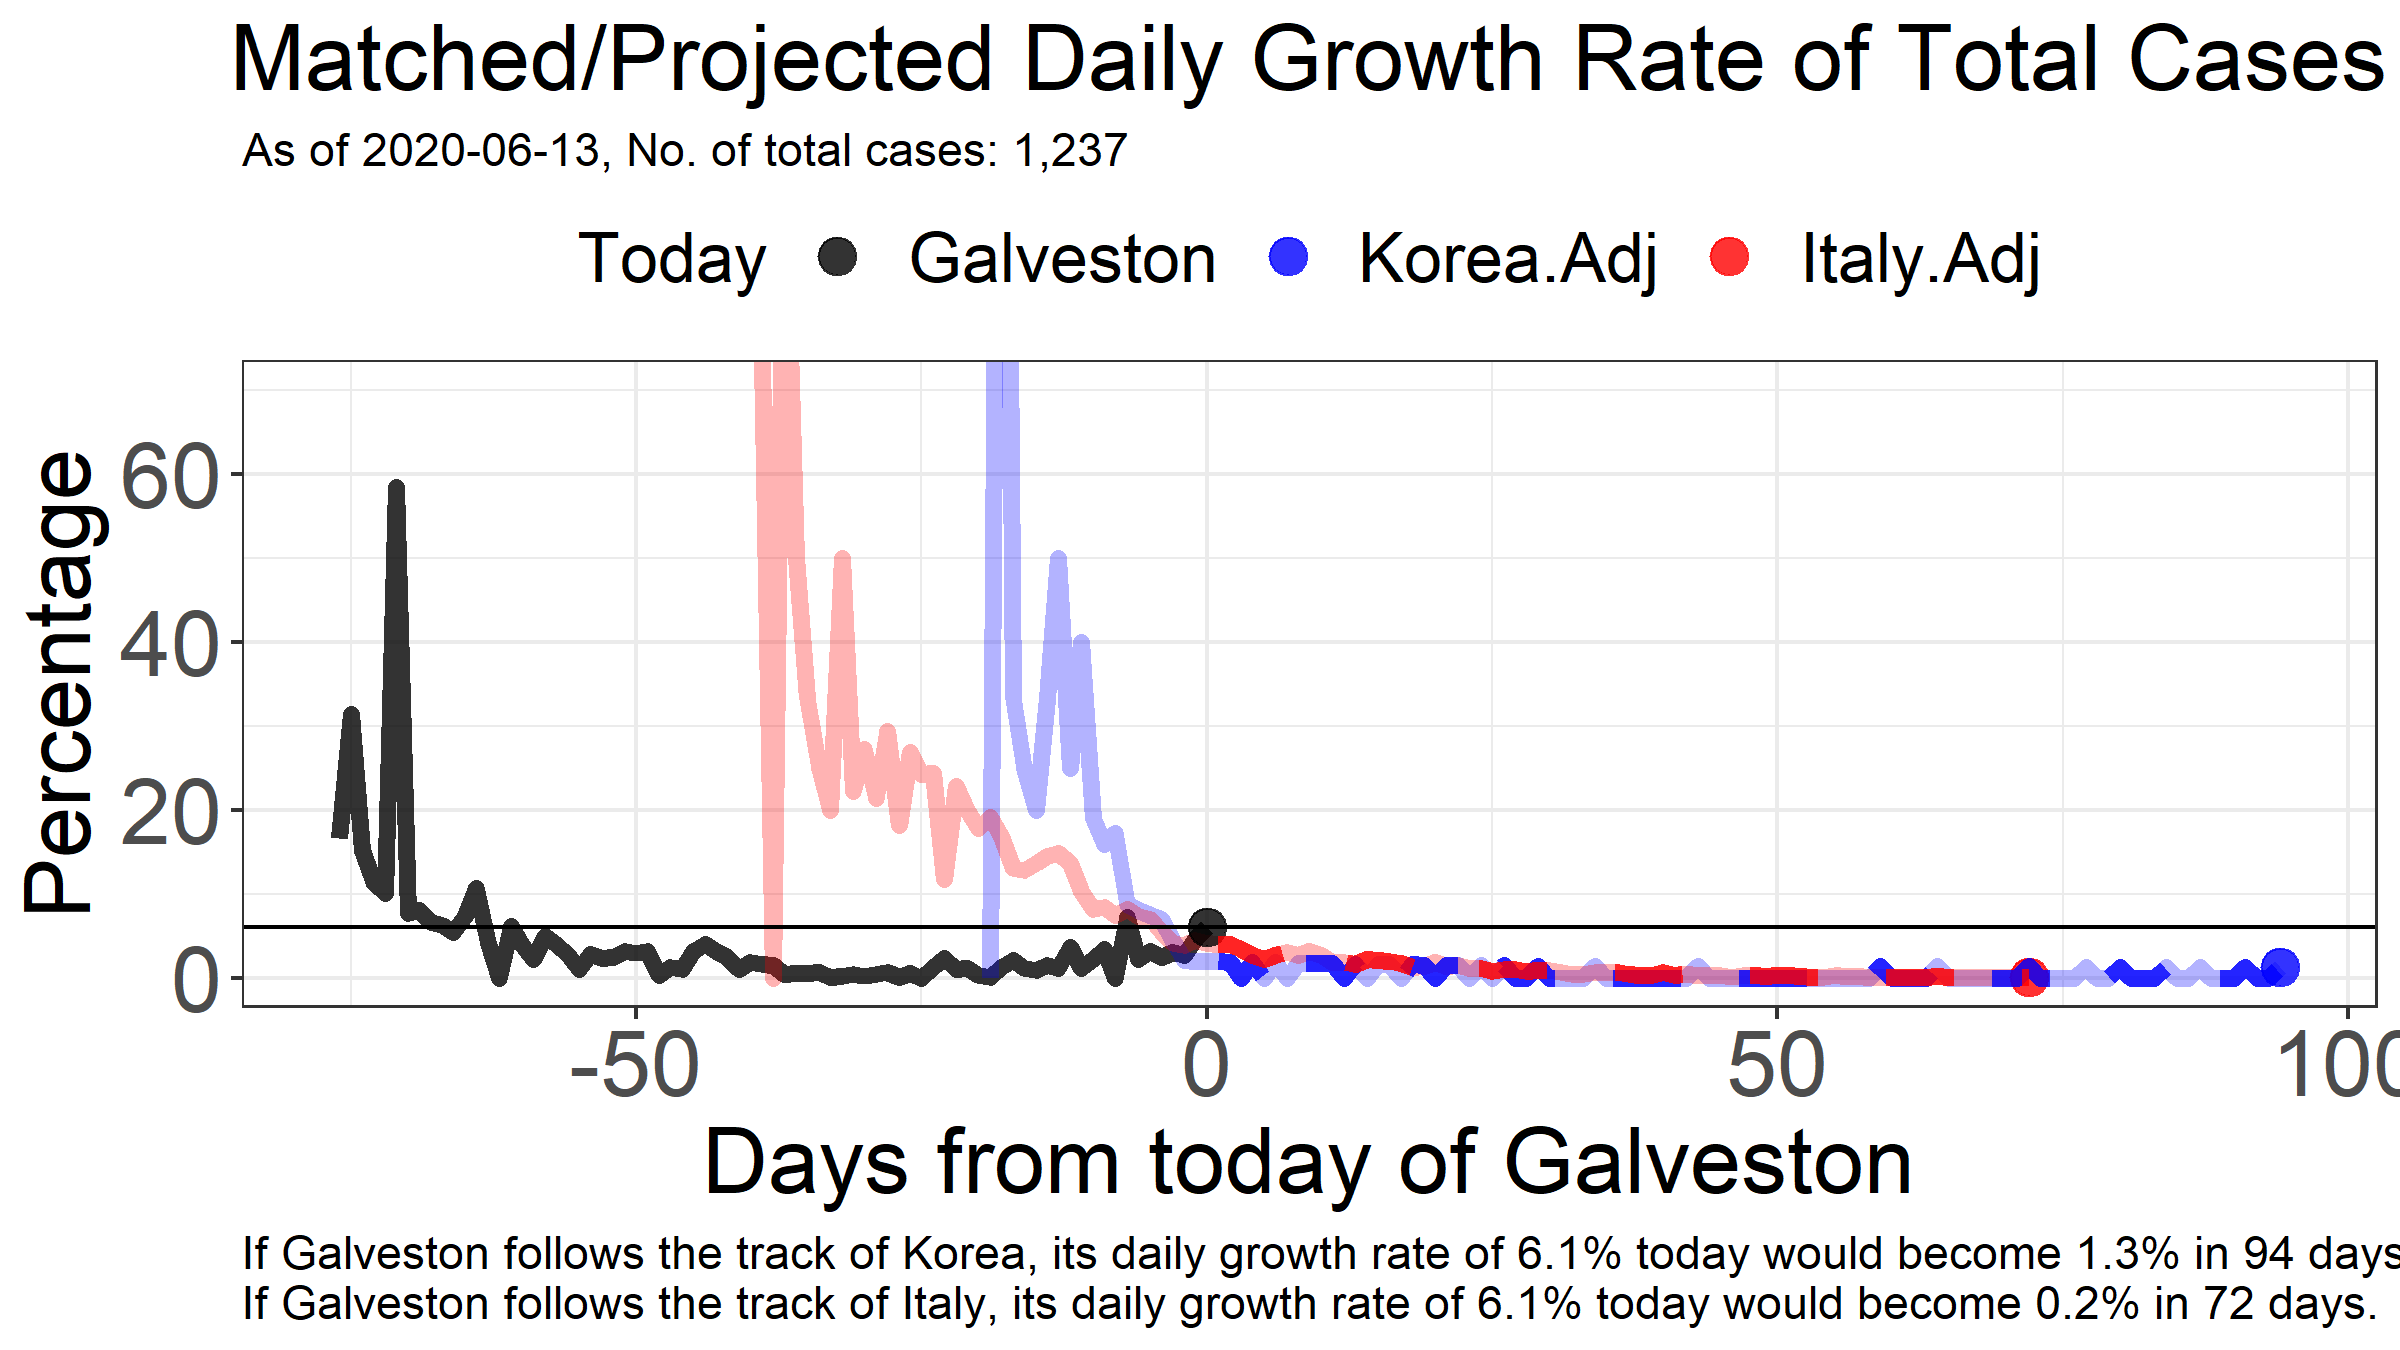 Matched/Projected Daily Growth Rate of Total Cases
As of 2020-06-13, No. of total cases: 1,237
Today Galveston Korea.Adj Italy.Adj
Percentage
60
40
20
0
-50 0 50 100
Days from today of Galveston
If Galveston follows the track of Korea, its daily growth rate of 6.1% today would become 1.3% in 94 days
If Galveston follows the track of Italy, its daily growth rate of 6.1% today would become 0.2% in 72 days.